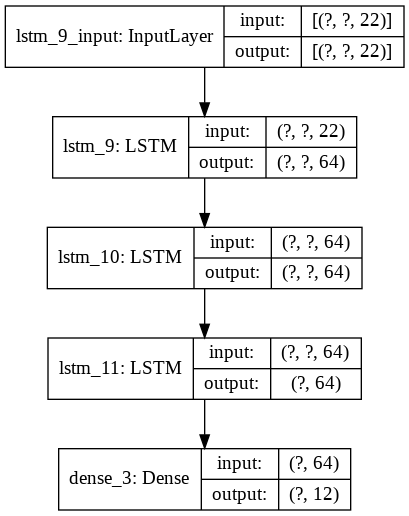 lstm_9_input: InputLayer
input: [(?, ?, 22)]
output: [(?, ?, 22)]
lstm_9: LSTM
input: (?, ?, 22)
output: (?, ?, 64)
lstm_10: LSTM
input: (?, ?, 64)
output: (?, ?, 64)
lstm_11: LSTM
input: (?, ?, 64)
output: (?, 64)
dense_3: Dense
input: (?, 64)
output: (?, 12)